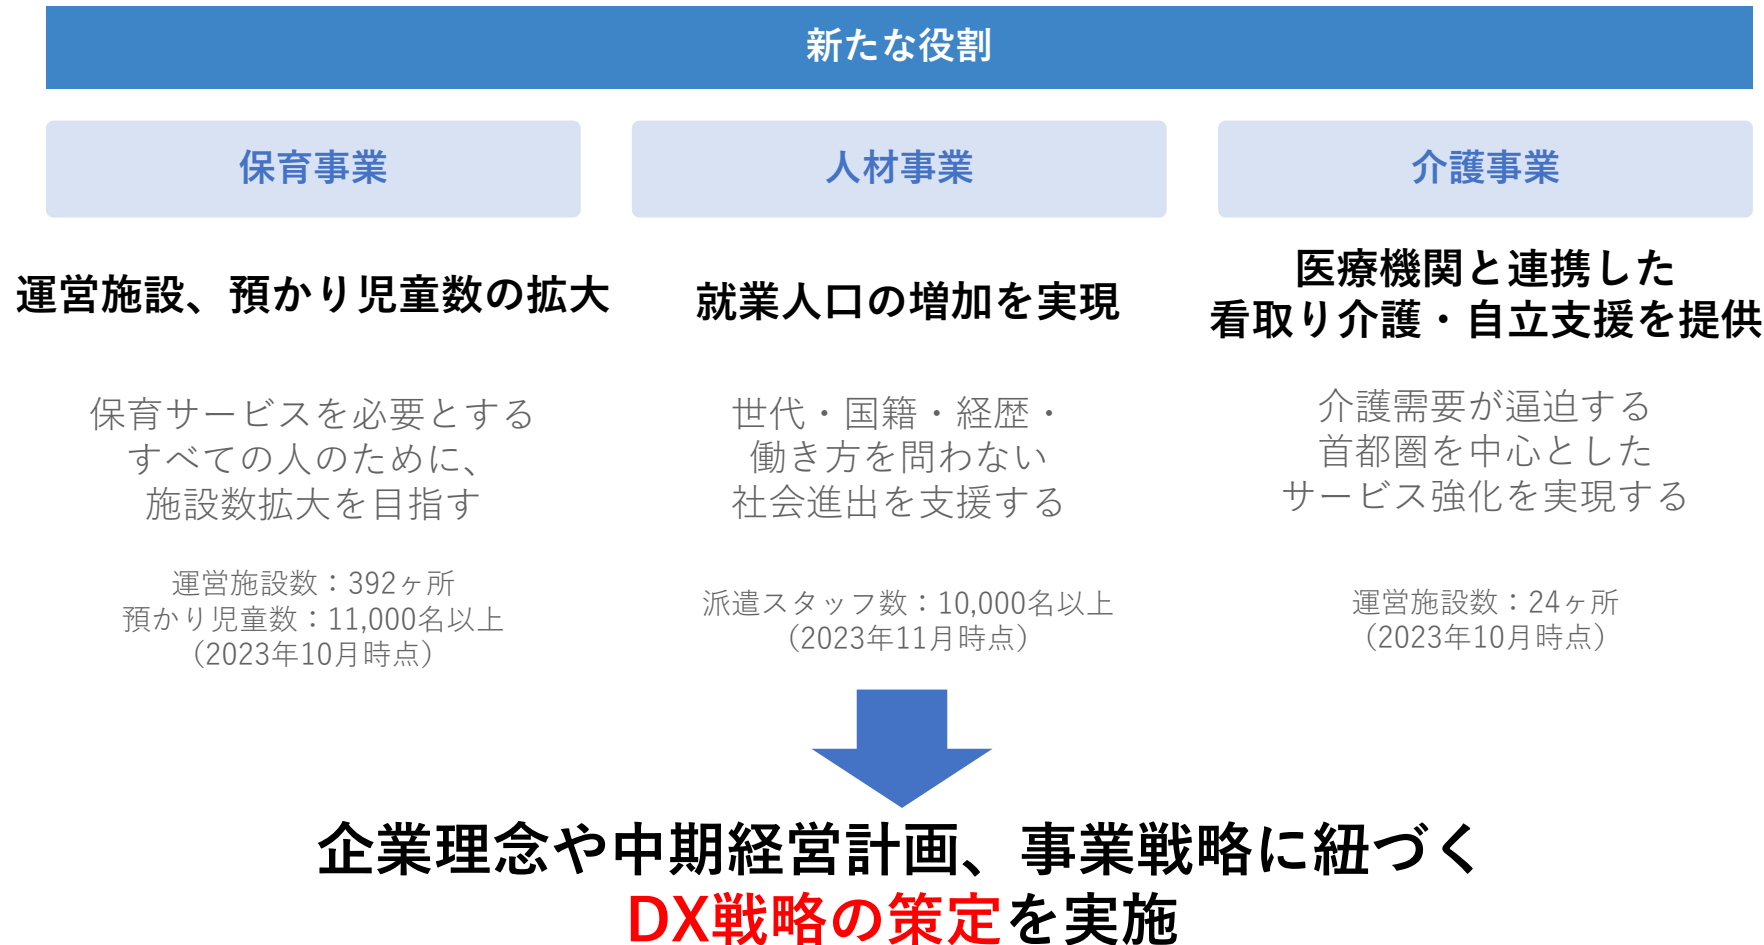 新たな役割
保育事業
運営施設、預かり児童数の拡大
保育サービスを必要とする
すべての人のために、
施設数拡大を目指す
運営施設数：392ヶ所
預かり児童数：11,000名以上
（2023年10月時点）
人材事業
就業人口の増加を実現
世代・国籍・経歴・
働き方を問わない
社会進出を支援する
派遣スタッフ数：10,000名以上
（2023年11月時点）
介護事業
医療機関と連携した
看取り介護・自立支援を提供
介護需要が逼迫する
首都圏を中心とした
サービス強化を実現する
運営施設数：24ヶ所
（2023年10月時点）
企業理念や中期経営計画、事業戦略に紐づく
DX戦略の策定を実施